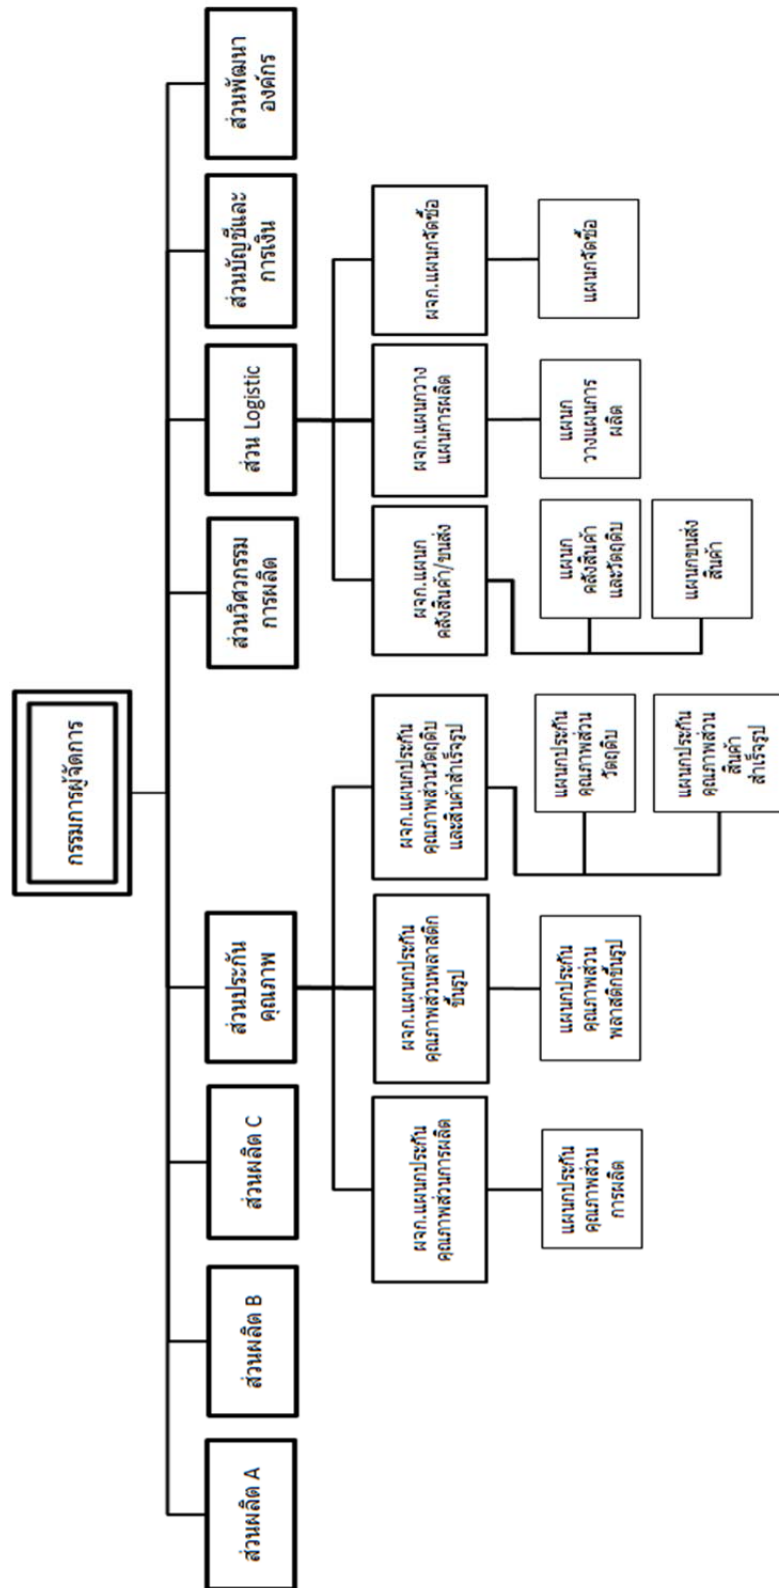 กรรมการผู้จัดการ
ส่วนผลิต A
ส่วนผลิต B
ส่วนผลิต C
ส่วนประกัน
คุณภาพ
ส่วนวิศวกรรม
การผลิต
ส่วน Logistic
ส่วนบัญชีและ
การเงิน
ส่วนพัฒนา
องค์กร
ผจก.แผนกประกัน
คุณภาพส่วนการผลิต
ผจก.แผนกประกัน
คุณภาพส่วนพลาสติก
ขึ้นรูป
ผจก.แผนกประกัน
คุณภาพส่วนวัตถุดิบ
และสินค้าสำเร็จรูป
ผจก.แผนก
คลังสินค้า/ขนส่ง
ผจก.แผนกวาง
แผนการผลิต
ผจก.แผนกจัดซื้อ
แผนกประกัน
คุณภาพส่วน
การผลิต
แผนกประกัน
คุณภาพส่วน
พลาสติกขึ้นรูป
แผนกประกัน
คุณภาพส่วน
วัตถุดิบ
แผนก
คลังสินค้า
และวัตถุดิบ
แผนก
วางแผนการ
ผลิต
แผนกจัดซื้อ
แผนกประกัน
คุณภาพส่วน
สินค้า
สำเร็จรูป
แผนกขนส่ง
สินค้า